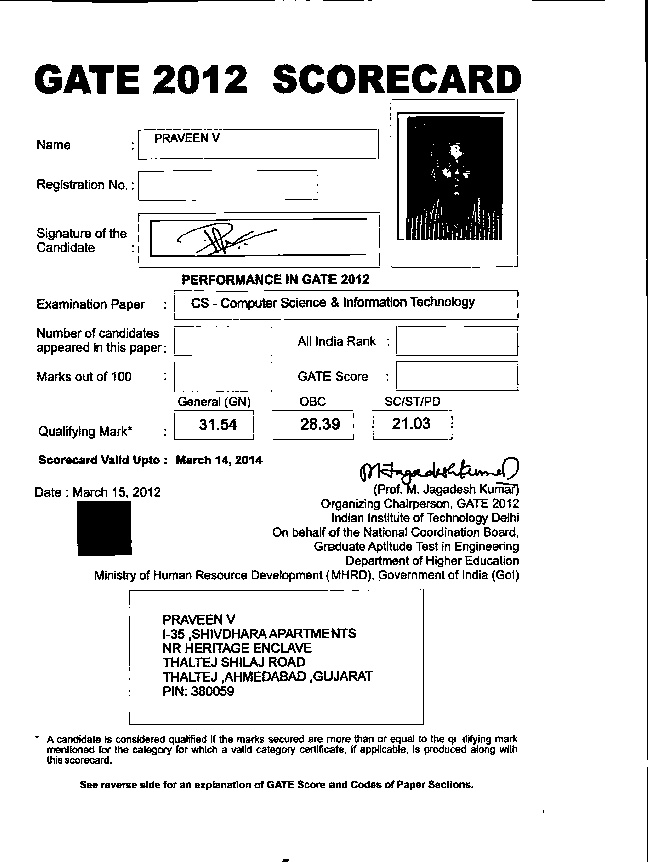 GATE 2012 SCORECARD
Name : PRAVEEN V
Registration No. :
Signature of the
Candidate :
PERFORMANCE IN GATE 2012
Examination Paper : CS - Computer Science & Information Technology
Number of candidates
appeared in this paper : All India Rank :
Marks out of 100 : GATE Score :
General (GN) OBC SC/ST/PD
Qualifying Mark* : 31.54 28.39 21.03
Scorecard Valid Upto : March 14, 2014
Date : March 15, 2012
(Prof. M. Jagadesh Kumar)
Organizing Chairperson, GATE 2012
Indian Institute of Technology Delhi
On behalf of the National Coordination Board,
Graduate Aptitude Test in Engineering
Department of Higher Education
Ministry of Human Resource Development (MHRD), Government of India (GoI)
PRAVEEN V
I-35 ,SHIVDHARA APARTMENTS
NR HERITAGE ENCLAVE
THALTEJ SHILAJ ROAD
THALTEJ ,AHMEDABAD ,GUJARAT
PIN: 380059
* A candidate is considered qualified if the marks secured are more than or equal to the qualifying mark
mentioned for the category for which a valid category certificate, if applicable, is produced along with
this scorecard.
See reverse side for an explanation of GATE Score and Codes of Paper Sections.